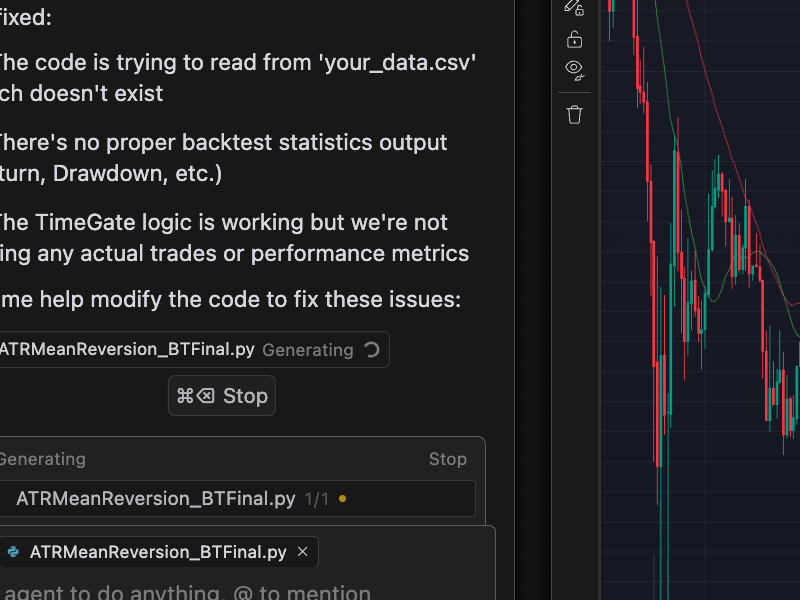 fixed:
The code is trying to read from 'your_data.csv'
ch doesn't exist
There's no proper backtest statistics output
turn, Drawdown, etc.)
The TimeGate logic is working but we're not
ing any actual trades or performance metrics
me help modify the code to fix these issues:
ATRMeanReversion_BTFinal.py Generating
⌘⌫ Stop
Generating Stop
ATRMeanReversion_BTFinal.py 1/1
ATRMeanReversion_BTFinal.py ×
agent to do anything, @ to mention